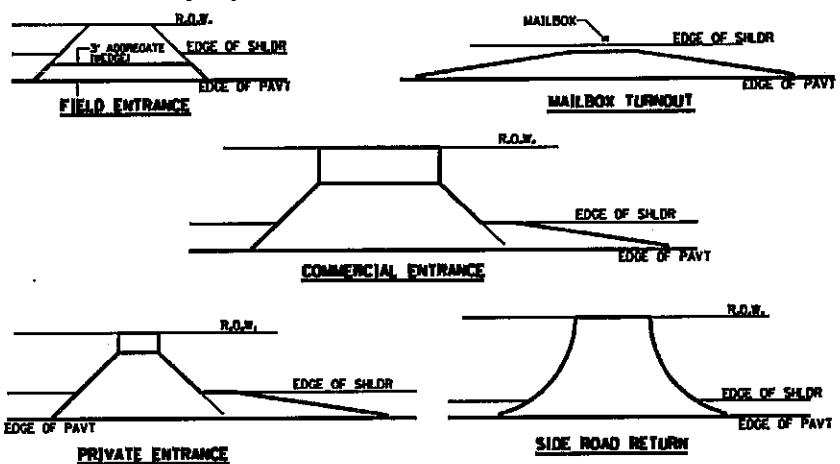 R.O.W.
EDGE OF SHLDR
3' AGGREGATE
(WEDGE)
EDGE OF PAVT
FIELD ENTRANCE
MAILBOX
EDGE OF SHLDR
EDGE OF PAVT
MAILBOX TURNOUT
R.O.W.
EDGE OF SHLDR
EDGE OF PAVT
COMMERCIAL ENTRANCE
R.O.W.
EDGE OF SHLDR
EDGE OF PAVT
PRIVATE ENTRANCE
R.O.W.
EDGE OF SHLDR
EDGE OF PAVT
SIDE ROAD RETURN